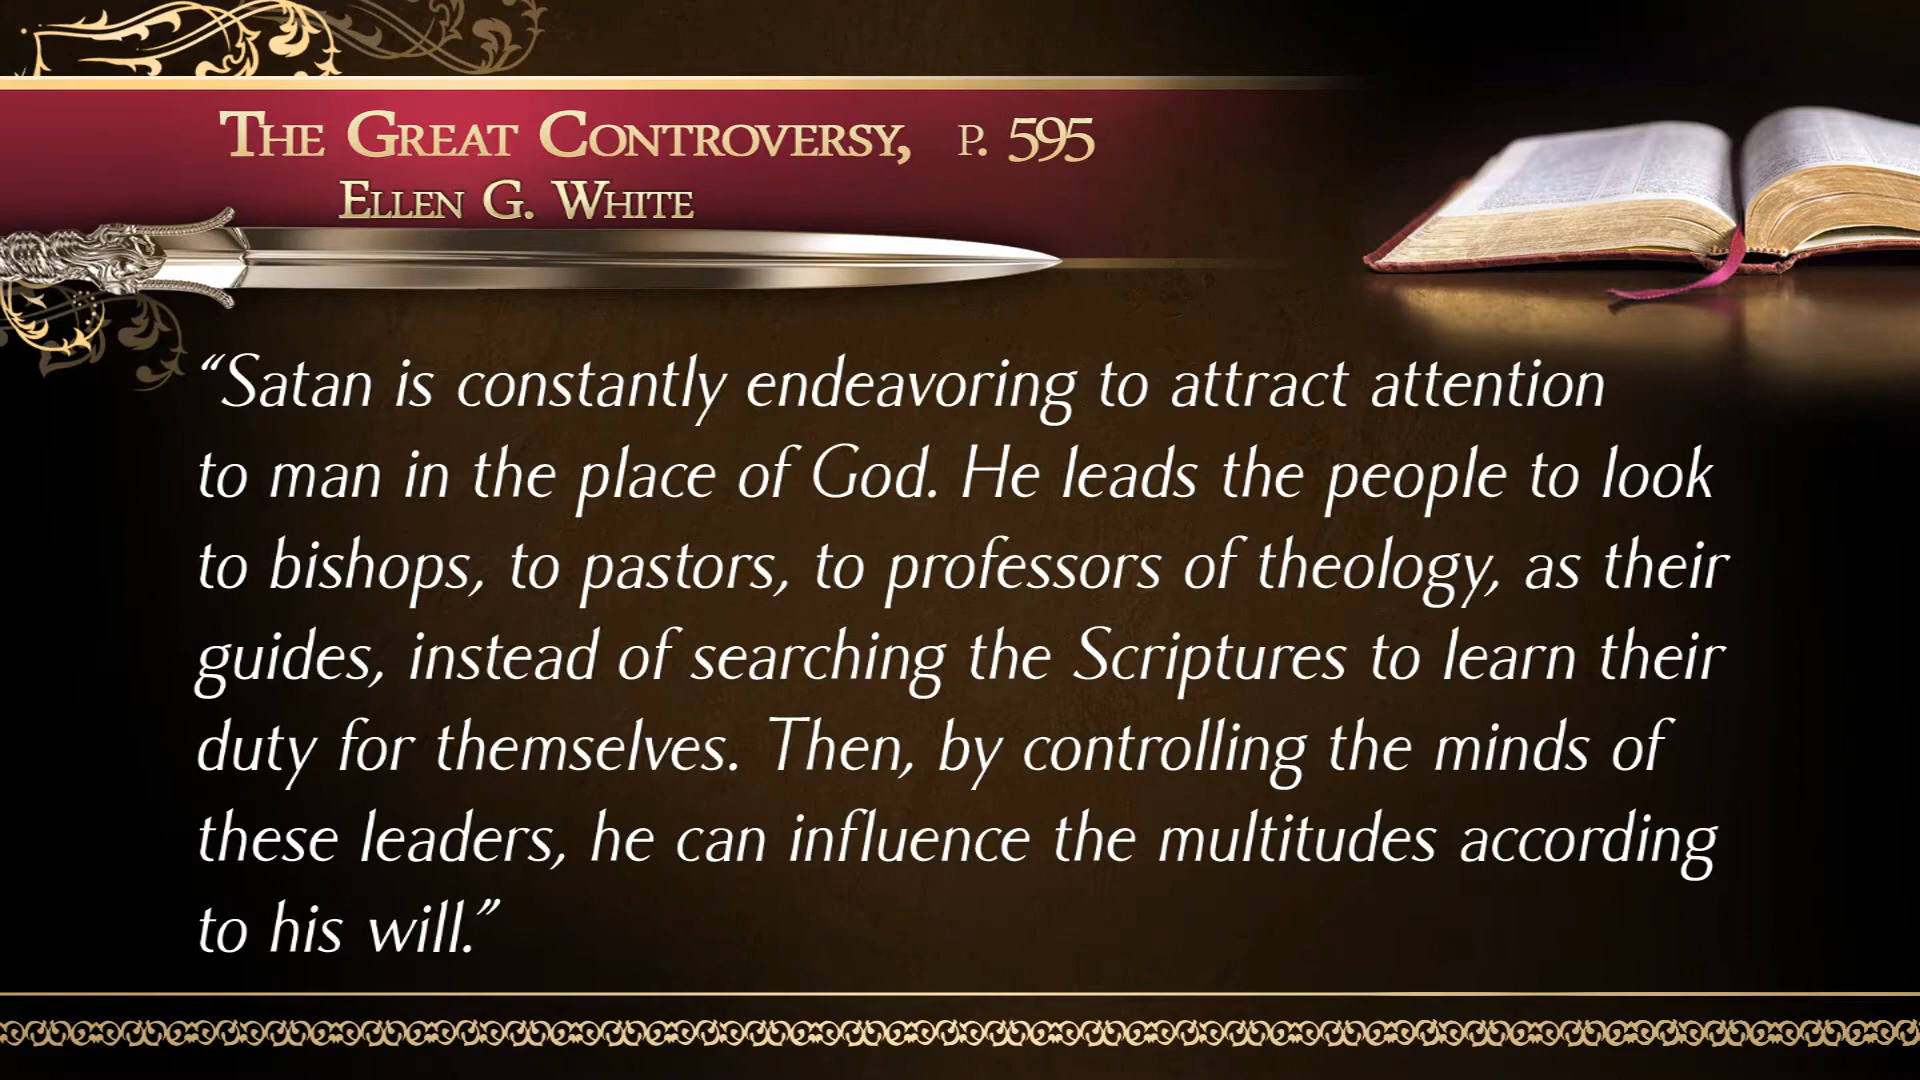 The Great Controversy, p. 595
Ellen G. White
“Satan is constantly endeavoring to attract attention
to man in the place of God. He leads the people to look
to bishops, to pastors, to professors of theology, as their
guides, instead of searching the Scriptures to learn their
duty for themselves. Then, by controlling the minds of
these leaders, he can influence the multitudes according
to his will.”